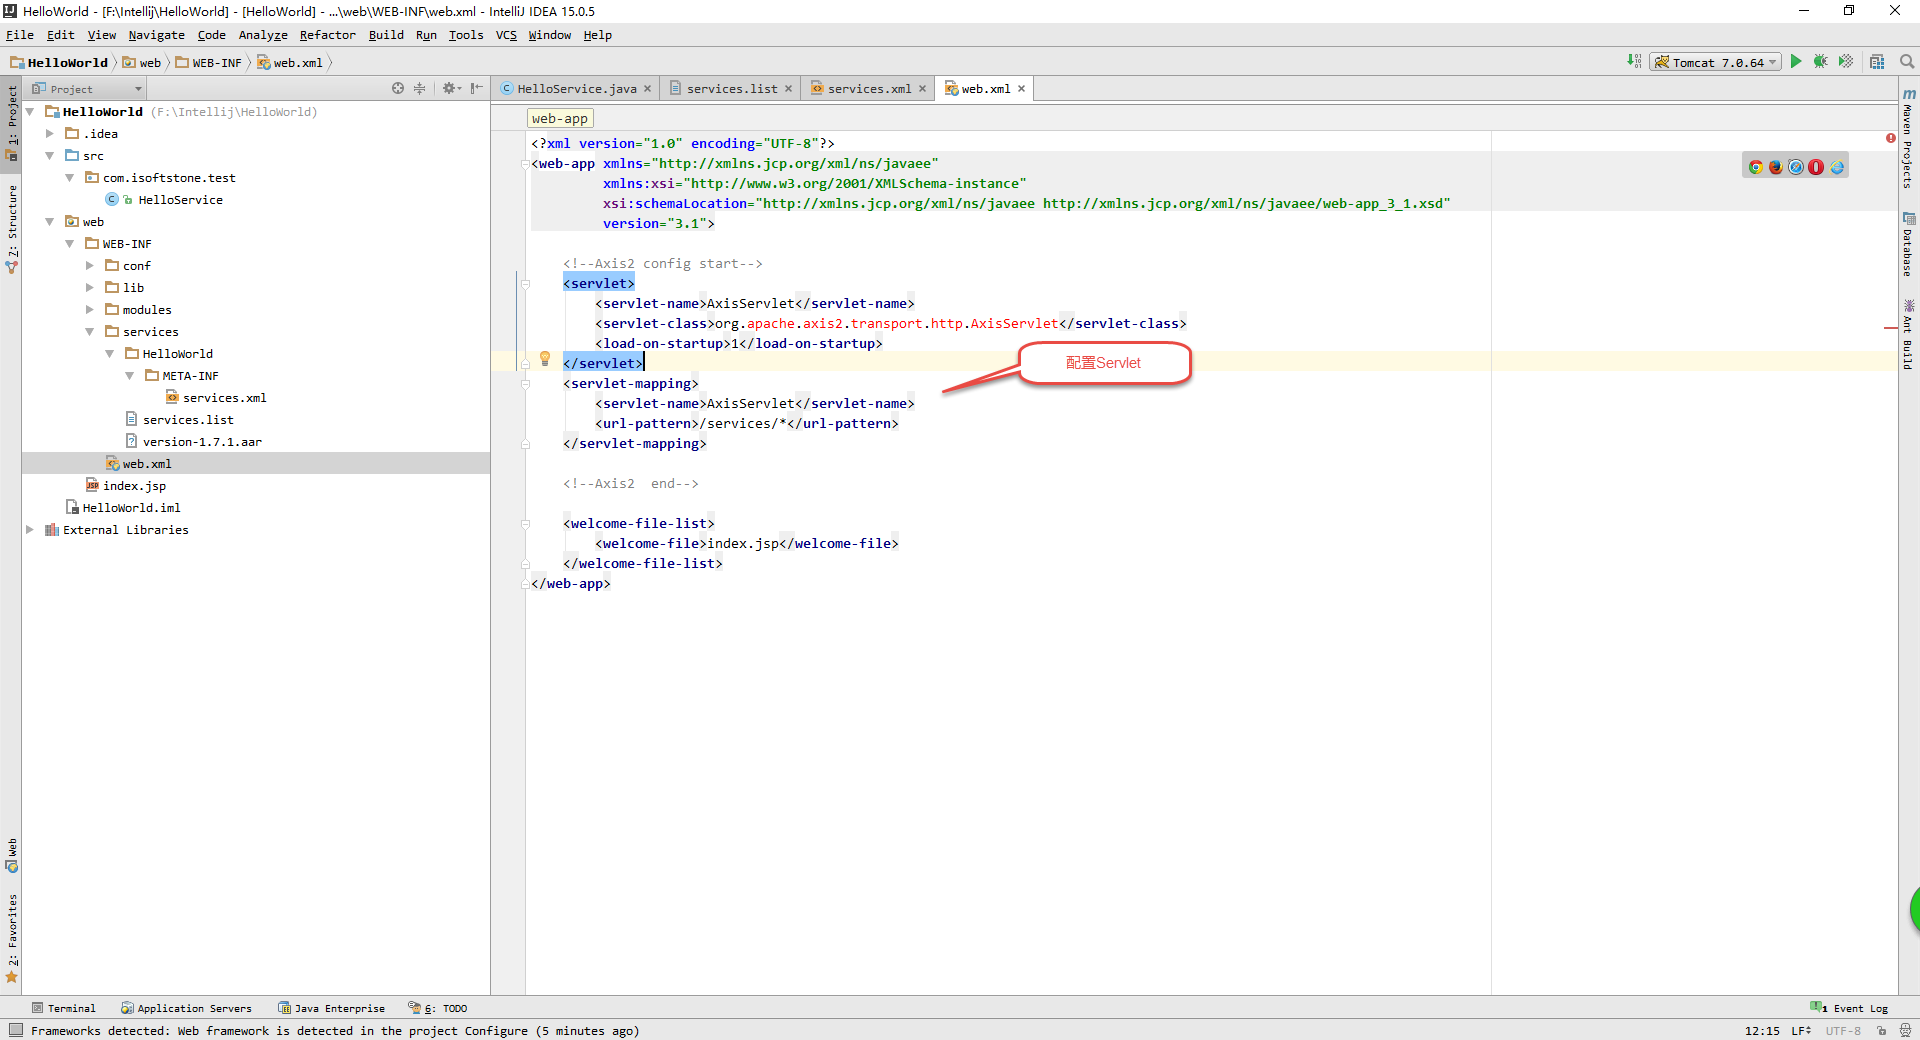 HelloWorld - [F:\Intellij\HelloWorld] - [HelloWorld] - ...\web\WEB-INF\web.xml - IntelliJ IDEA 15.0.5
File Edit View Navigate Code Analyze Refactor Build Run Tools VCS Window Help
HelloWorld web WEB-INF web.xml
Tomcat 7.0.64
Project
HelloService.java services.list services.xml web.xml
1: Project
7: Structure
Web
2: Favorites
HelloWorld (F:\Intellij\HelloWorld)
.idea
src
com.isoftstone.test
HelloService
web
WEB-INF
conf
lib
modules
services
HelloWorld
META-INF
services.xml
services.list
version-1.7.1.aar
web.xml
index.jsp
HelloWorld.iml
External Libraries
web-app
<?xml version="1.0" encoding="UTF-8"?>
<web-app xmlns="http://xmlns.jcp.org/xml/ns/javaee"
xmlns:xsi="http://www.w3.org/2001/XMLSchema-instance"
xsi:schemaLocation="http://xmlns.jcp.org/xml/ns/javaee http://xmlns.jcp.org/xml/ns/javaee/web-app_3_1.xsd"
version="3.1">
<!--Axis2 config start-->
<servlet>
<servlet-name>AxisServlet</servlet-name>
<servlet-class>org.apache.axis2.transport.http.AxisServlet</servlet-class>
<load-on-startup>1</load-on-startup>
</servlet>
配置Servlet
<servlet-mapping>
<servlet-name>AxisServlet</servlet-name>
<url-pattern>/services/*</url-pattern>
</servlet-mapping>
<!--Axis2  end-->
<welcome-file-list>
<welcome-file>index.jsp</welcome-file>
</welcome-file-list>
</web-app>
Maven Projects
Database
Ant Build
Terminal Application Servers Java Enterprise 6: TODO
1 Event Log
Frameworks detected: Web framework is detected in the project Configure (5 minutes ago)
12:15 LF UTF-8